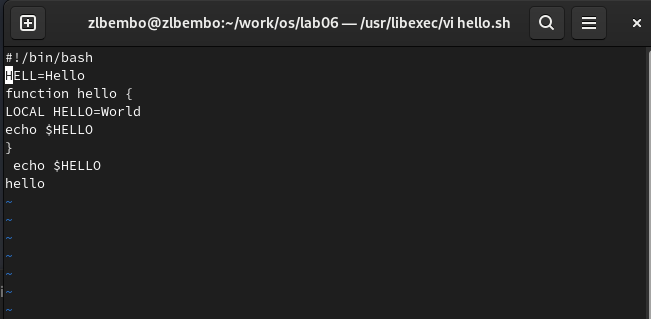 zlbembo@zlbembo:~/work/os/lab06 — /usr/libexec/vi hello.sh
#!/bin/bash
HELL=Hello
function hello {
LOCAL HELLO=World
echo $HELLO
}
 echo $HELLO
hello
~
~
~
~
~
~
~